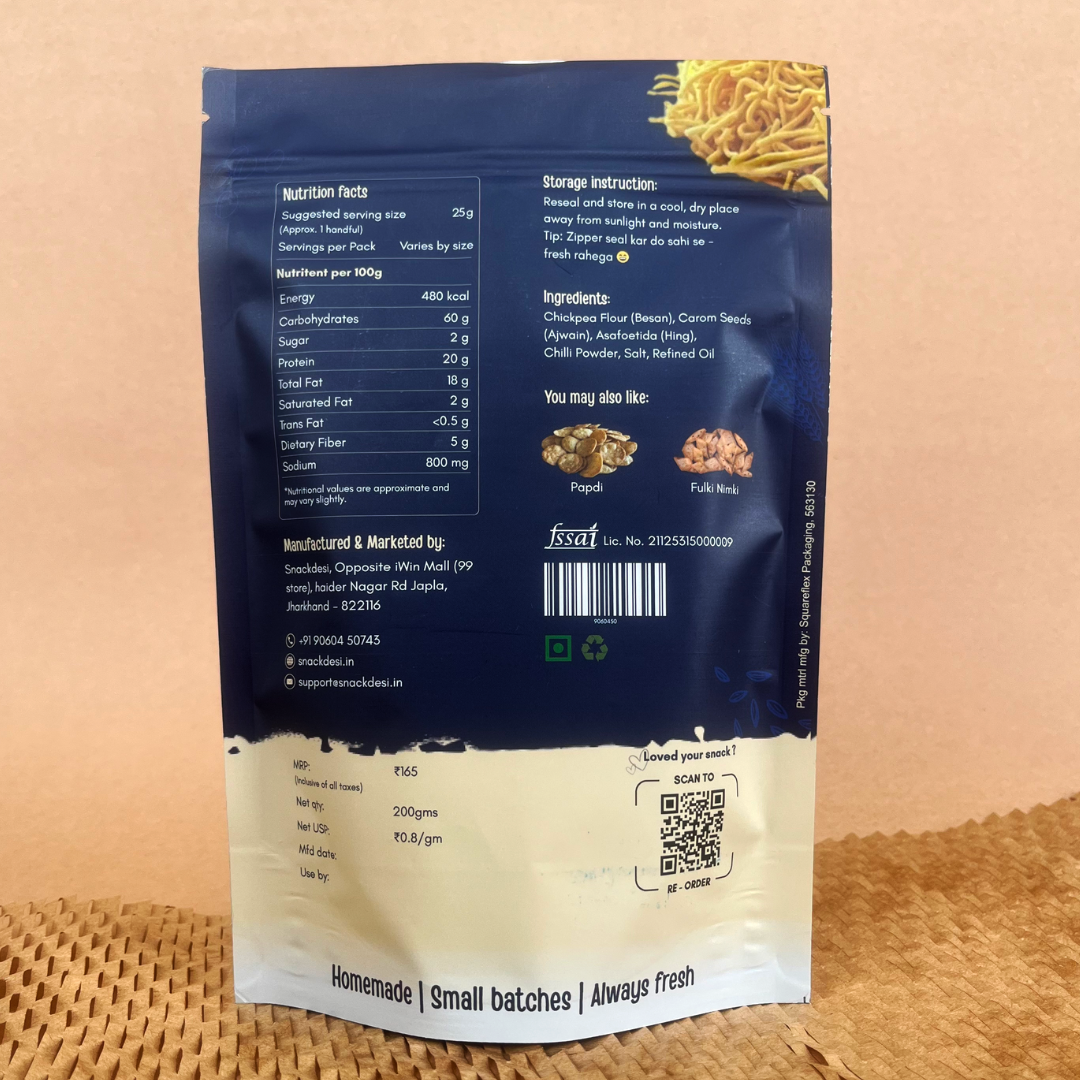 Nutrition facts
Suggested serving size 25g
(Approx. 1 handful)
Servings per Pack Varies by size
Nutritent per 100g
Energy 480 kcal
Carbohydrates 60 g
Sugar 2 g
Protein 20 g
Total Fat 18 g
Saturated Fat 2 g
Trans Fat <0.5 g
Dietary Fiber 5 g
Sodium 800 mg
*Nutritional values are approximate and
may vary slightly.
Manufactured & Marketed by:
Snackdesi, Opposite iWin Mall (99
store), haider Nagar Rd Japla,
Jharkhand - 822116
+91 90604 50743
snackdesi.in
support@snackdesi.in
Storage instruction:
Reseal and store in a cool, dry place
away from sunlight and moisture.
Tip: Zipper seal kar do sahi se -
fresh rahega 😊
Ingredients:
Chickpea Flour (Besan), Carom Seeds
(Ajwain), Asafoetida (Hing),
Chilli Powder, Salt, Refined Oil
You may also like:
Papdi Fulki Nimki
fssai Lic. No. 21125315000009
9060450
Pkg mtrl mfg by: Squareflex Packaging, 563130
MRP: ₹165
(Inclusive of all taxes)
Net qty: 200gms
Net USP: ₹0.8/gm
Mfd date:
Use by:
Loved your snack?
SCAN TO
RE-ORDER
Homemade | Small batches | Always fresh